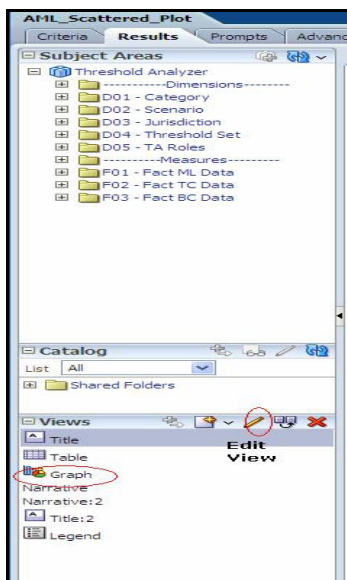 AML_Scattered_Plot
Criteria Results Prompts Advanc
Subject Areas
Threshold Analyzer
----------Dimensions--------
D01 - Category
D02 - Scenario
D03 - Jurisdiction
D04 - Threshold Set
D05 - TA Roles
----------Measures---------
F01 - Fact ML Data
F02 - Fact TC Data
F03 - Fact BC Data
Catalog
List All
Shared Folders
Views
Title
Edit
Table
View
Graph
Narrative
Narrative:2
Title:2
Legend